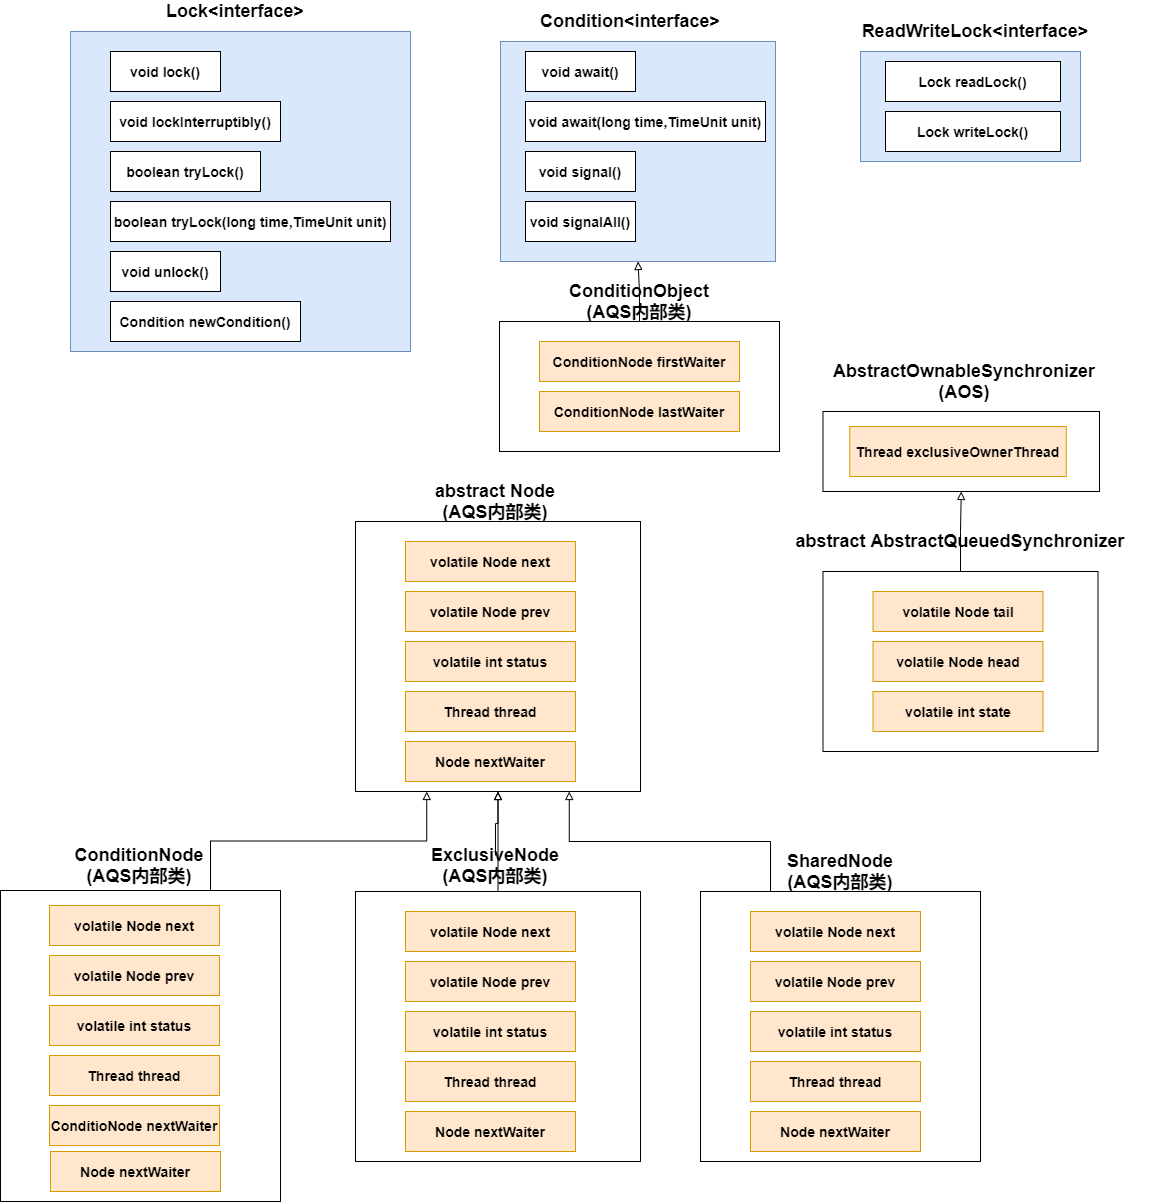 Lock<interface>
void lock()
void lockInterruptibly()
boolean tryLock()
boolean tryLock(long time,TimeUnit unit)
void unlock()
Condition newCondition()
Condition<interface>
void await()
void await(long time,TimeUnit unit)
void signal()
void signalAll()
ReadWriteLock<interface>
Lock readLock()
Lock writeLock()
ConditionObject
(AQS内部类)
ConditionNode firstWaiter
ConditionNode lastWaiter
AbstractOwnableSynchronizer
(AOS)
Thread exclusiveOwnerThread
abstract AbstractQueuedSynchronizer
volatile Node tail
volatile Node head
volatile int state
abstract Node
(AQS内部类)
volatile Node next
volatile Node prev
volatile int status
Thread thread
Node nextWaiter
ConditionNode
(AQS内部类)
volatile Node next
volatile Node prev
volatile int status
Thread thread
ConditioNode nextWaiter
Node nextWaiter
ExclusiveNode
(AQS内部类)
volatile Node next
volatile Node prev
volatile int status
Thread thread
Node nextWaiter
SharedNode
(AQS内部类)
volatile Node next
volatile Node prev
volatile int status
Thread thread
Node nextWaiter